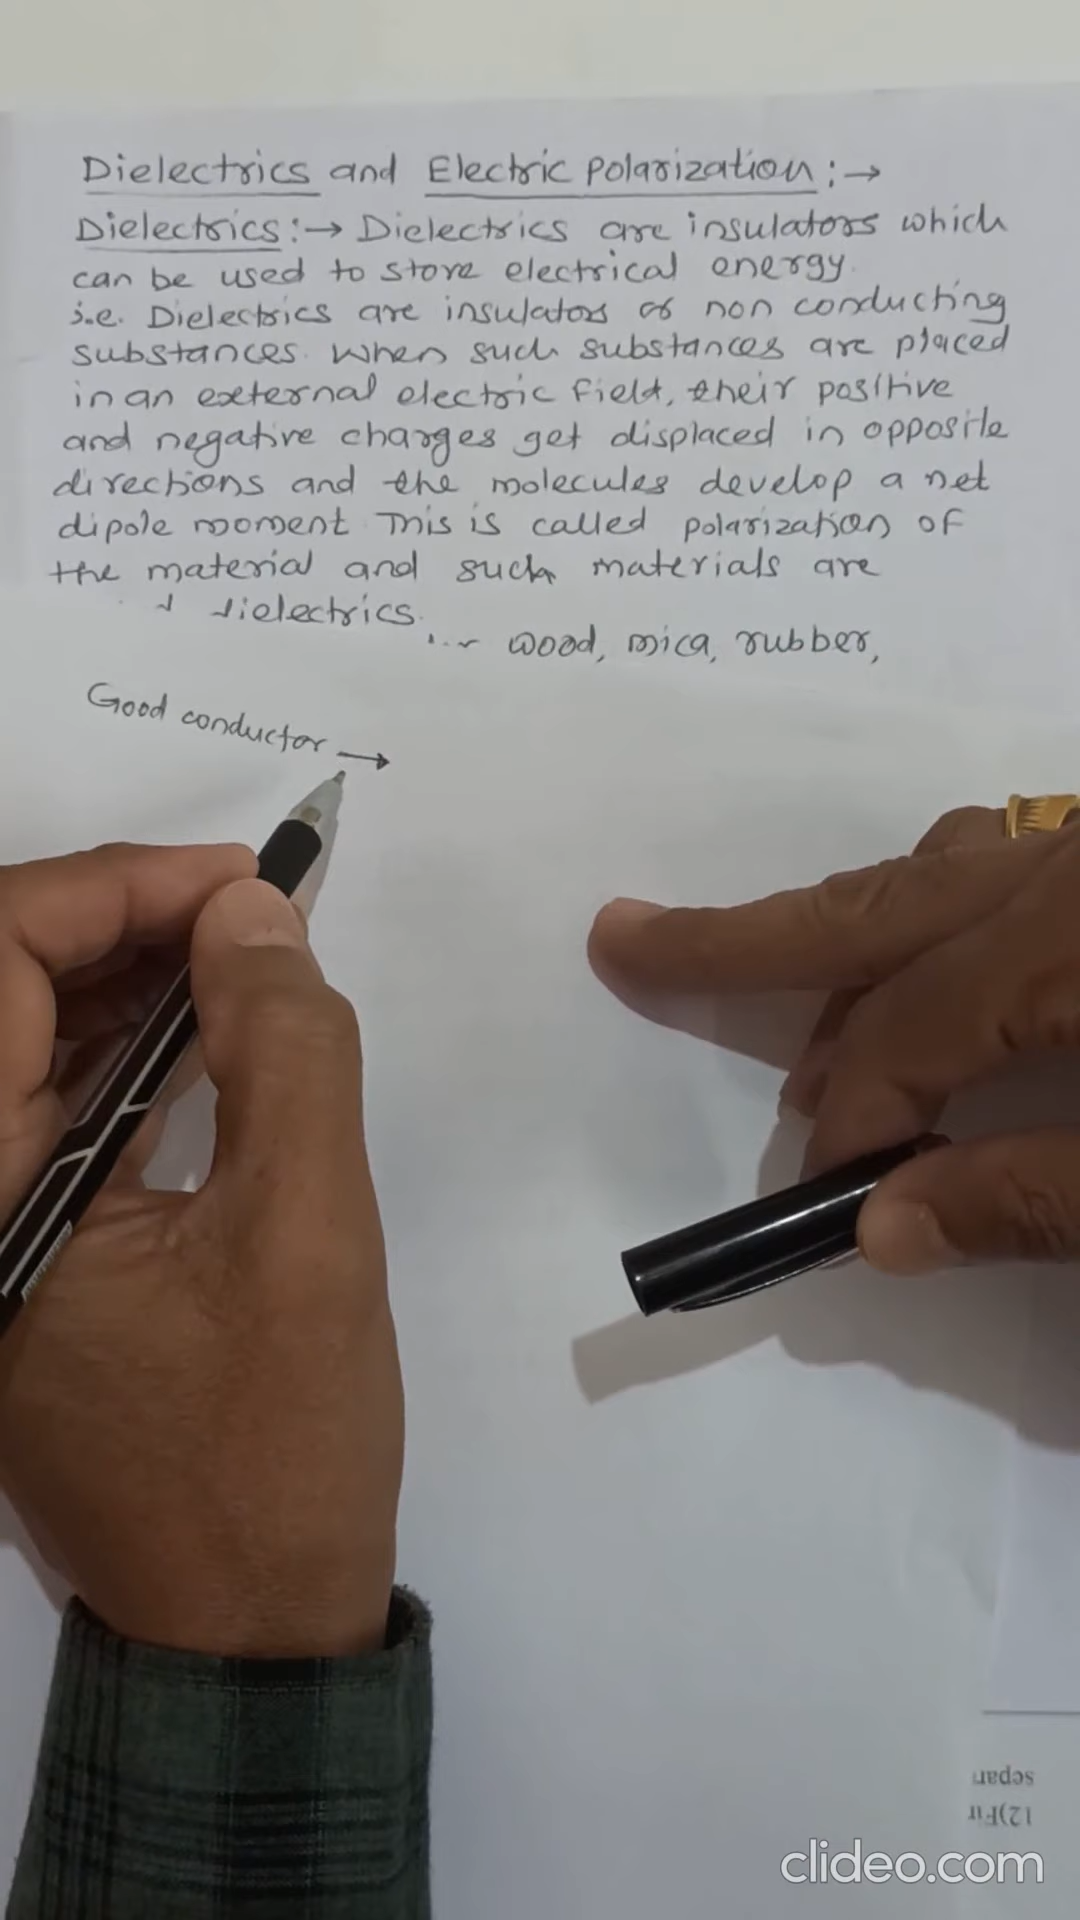 Dielectrics and Electric Polarization :→
Dielectrics :→ Dielectrics are insulators which
can be used to store electrical energy.
i.e. Dielectrics are insulators or non conducting
substances. When such substances are placed
in an external electric field, their positive
and negative charges get displaced in opposite
directions and the molecules develop a net
dipole moment. This is called polarization of
the material and such materials are
dielectrics.
wood, mica, rubber,
Good conductor →
separ
12)Fi
clideo.com